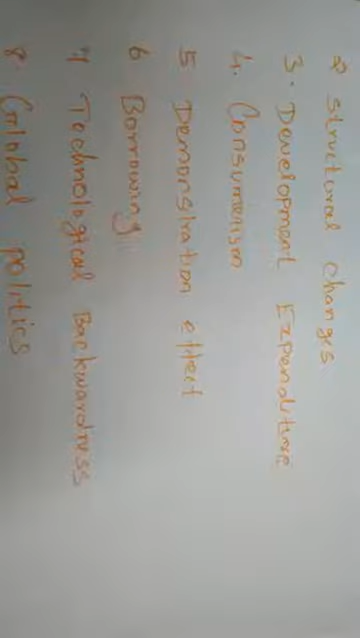 2 Structural changes
3. Development Expenditure
4. Consumerism
5 Demonstration effect
6 Borrowing
7 Technological Backwardness
8. Global politics